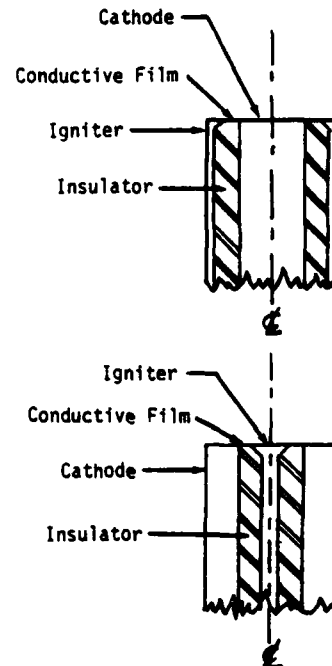 Cathode
Conductive Film
Igniter
Insulator
℄
Igniter
Conductive Film
Cathode
Insulator
℄